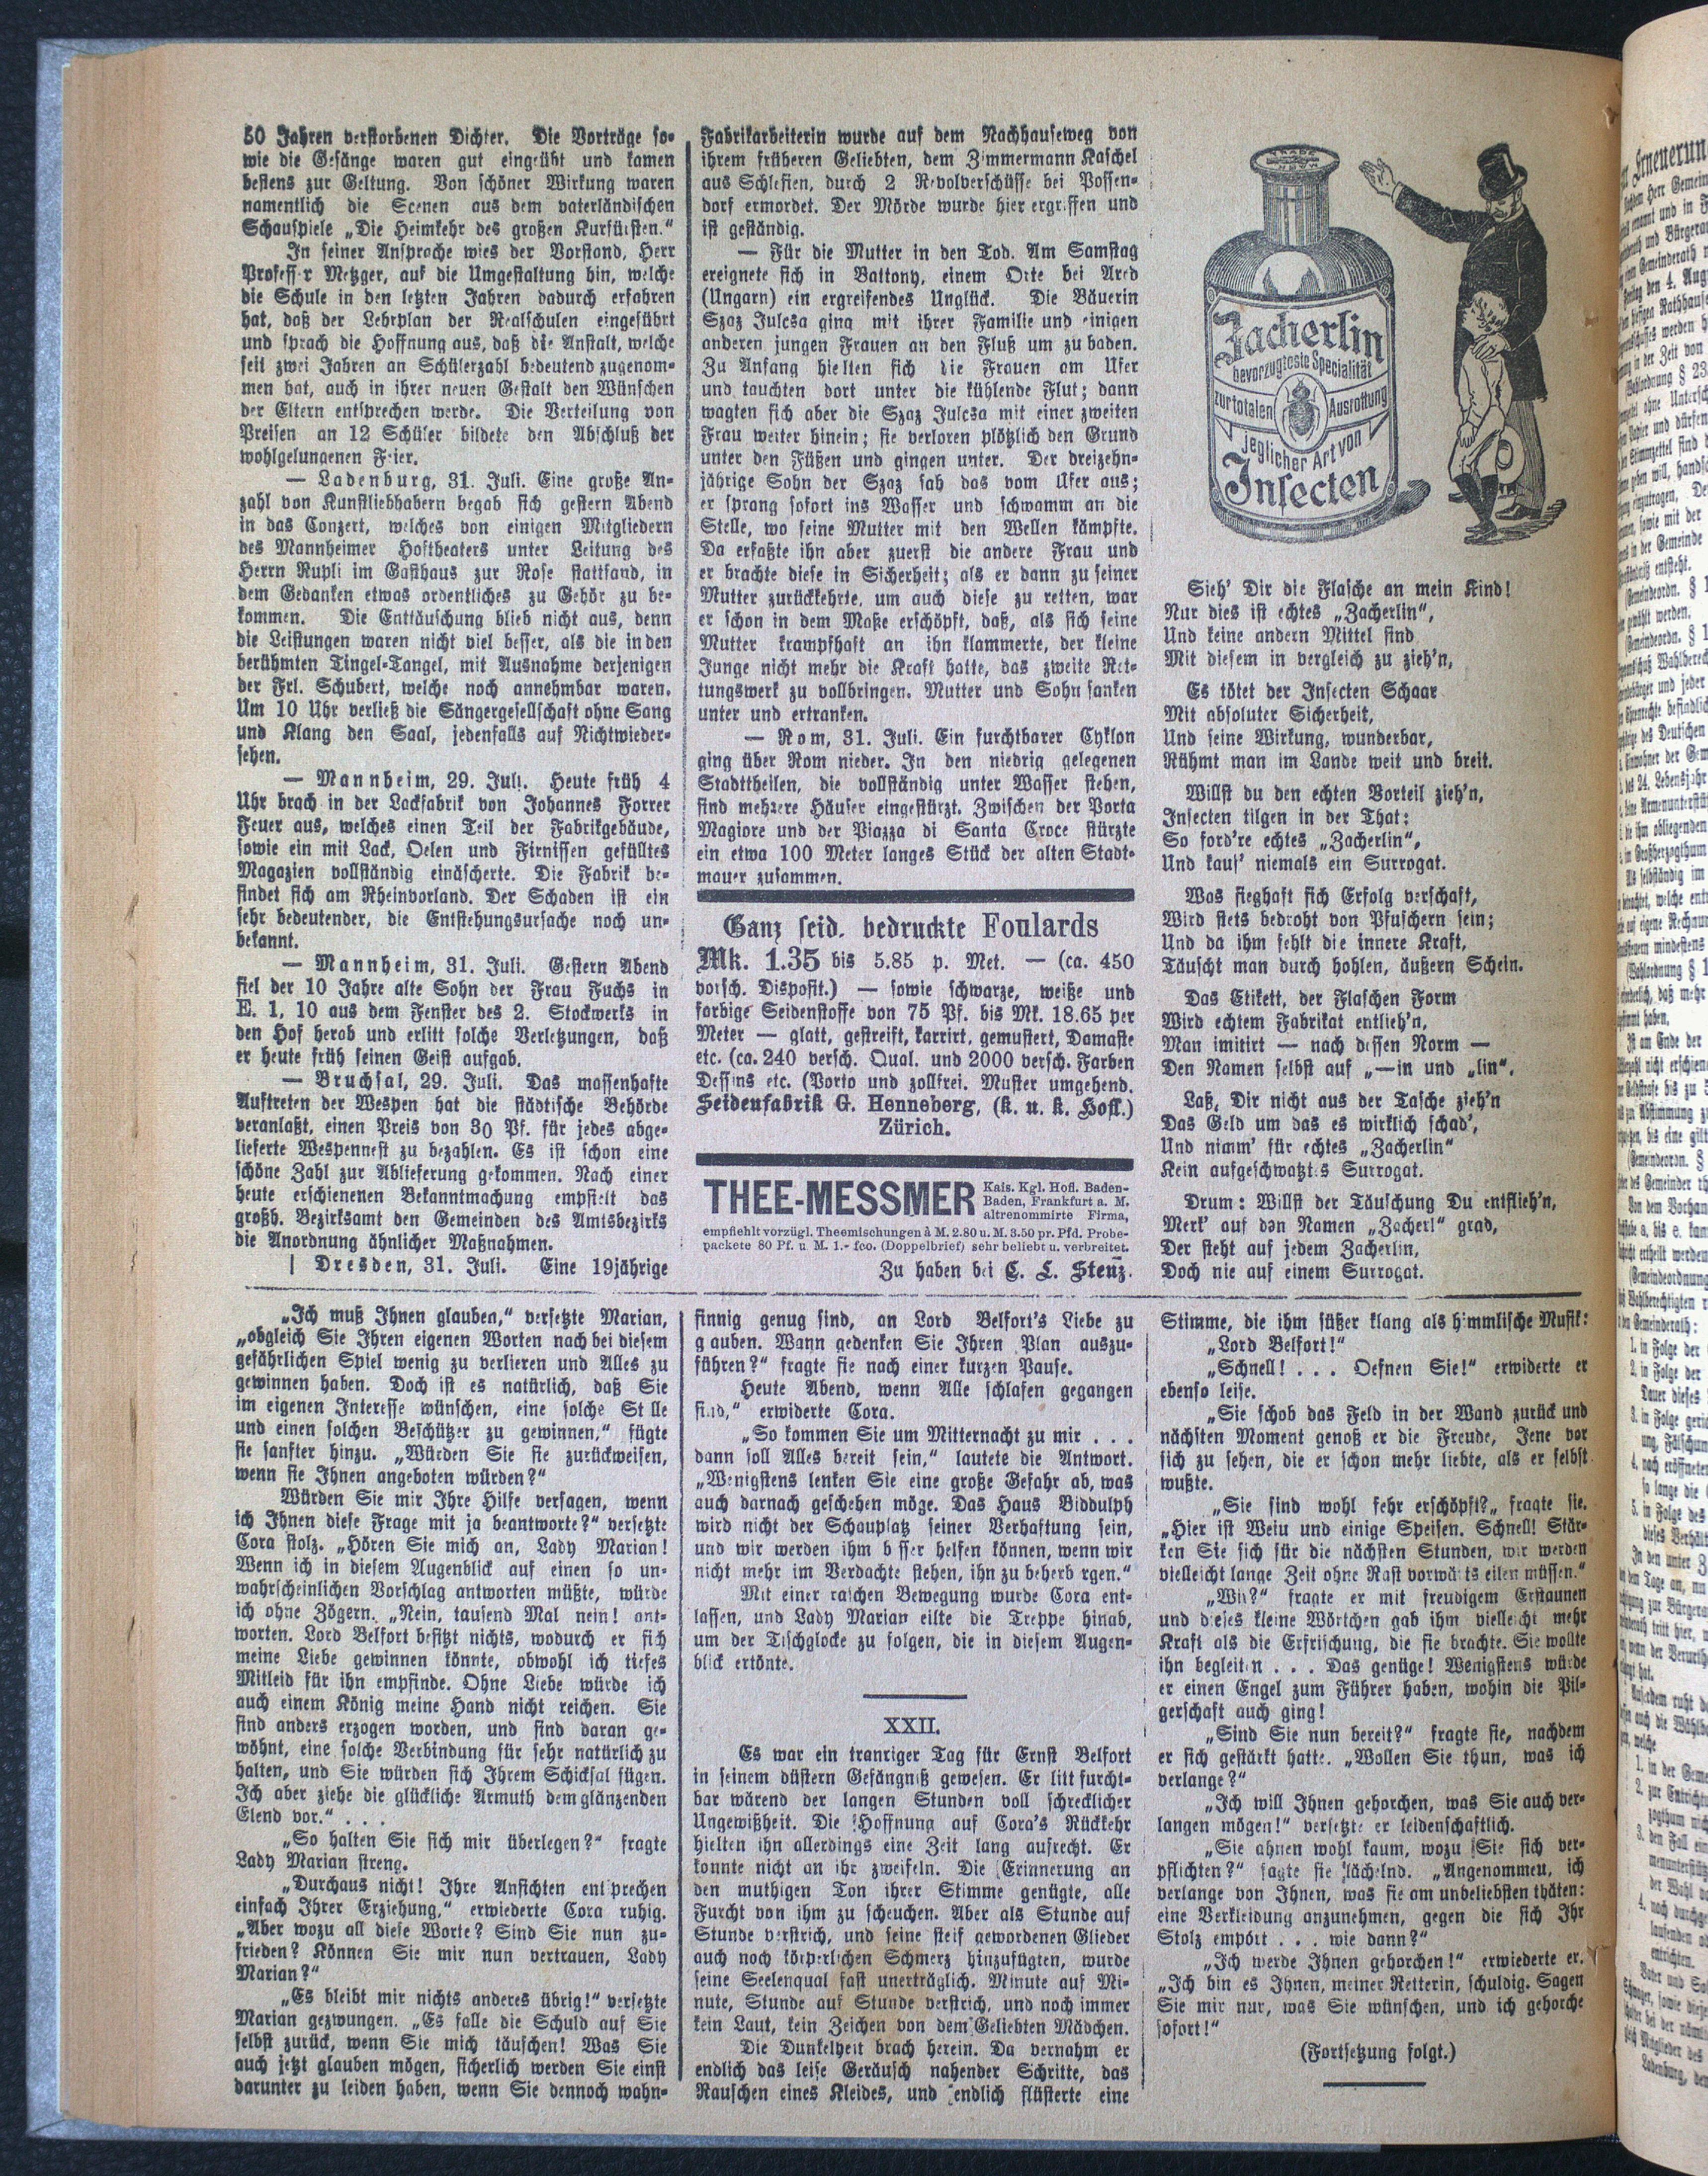 50 Jahren verstorbenen Dichter. Die Vorträge so-
wie die Gesänge waren gut eingeübt und kamen
bestens zur Geltung. Von schöner Wirkung waren
namentlich die Scenen aus dem vaterländischen
Schauspiele „Die Heimkehr des großen Kurfürsten.“
In seiner Ansprache wies der Vorstand, Herr
Professor Metzger, auf die Umgestaltung hin, welche
die Schule in den letzten Jahren dadurch erfahren
hat, daß der Lehrplan der Realschulen eingeführt
und sprach die Hoffnung aus, daß die Anstalt, welche
seit zwei Jahren an Schülerzahl bedeutend zugenom-
men hat, auch in ihrer neuen Gestalt den Wünschen
der Eltern entsprechen werde. Die Verteilung von
Preisen an 12 Schüler bildete den Abschluß der
wohlgelungenen Feier.
— Ladenburg, 31. Juli. Eine große An-
zahl von Kunstliebhabern begab sich gestern Abend
in das Conzert, welches von einigen Mitgliedern
des Mannheimer Hoftheaters unter Leitung des
Herrn Rupli im Gasthaus zur Rose stattfand, in
dem Gedanken etwas ordentliches zu Gehör zu be-
kommen. Die Enttäuschung blieb nicht aus, denn
die Leistungen waren nicht viel besser, als die in den
berühmten Tingel-Tangel, mit Ausnahme derjenigen
der Frl. Schubert, welche noch annehmbar waren.
Um 10 Uhr verließ die Sängergesellschaft ohne Sang
und Klang den Saal, jedenfalls auf Nichtwieder-
sehen.
— Mannheim, 29. Juli. Heute früh 4
Uhr brach in der Lackfabrik von Johannes Forrer
Feuer aus, welches einen Teil der Fabrikgebäude,
sowie ein mit Lack, Oelen und Firnissen gefülltes
Magazien vollständig einäscherte. Die Fabrik be-
findet sich am Rheinvorland. Der Schaden ist ein
sehr bedeutender, die Entstehungsursache noch un-
bekannt.
— Mannheim, 31. Juli. Gestern Abend
fiel der 10 Jahre alte Sohn der Frau Fuchs in
E. 1, 10 aus dem Fenster des 2. Stockwerks in
den Hof herab und erlitt solche Verletzungen, daß
er heute früh seinen Geist aufgab.
— Bruchsal, 29. Juli. Das massenhafte
Auftreten der Wespen hat die städtische Behörde
veranlaßt, einen Preis von 30 Pf. für jedes abge-
lieferte Wespennest zu bezahlen. Es ist schon eine
schöne Zahl zur Ablieferung gekommen. Nach einer
heute erschienenen Bekanntmachung empfielt das
großh. Bezirksamt den Gemeinden des Amtsbezirks
die Anordnung ähnlicher Maßnahmen.
| Dresden, 31. Juli. Eine 19jährige
Fabrikarbeiterin wurde auf dem Nachhauseweg von
ihrem früheren Geliebten, dem Zimmermann Kaschel
aus Schlesien, durch 2 Revolverschüsse bei Possen-
dorf ermordet. Der Mörde wurde hier ergriffen und
ist geständig.
— Für die Mutter in den Tod. Am Samstag
ereignete sich in Battony, einem Orte bei Arad
(Ungarn) ein ergreifendes Unglück. Die Bäuerin
Szaz Julcsa ging mit ihrer Familie und einigen
anderen jungen Frauen an den Fluß um zu baden.
Zu Anfang hielten sich die Frauen am Ufer
und tauchten dort unter die kühlende Flut; dann
wagten sich aber die Szaz Julcsa mit einer zweiten
Frau weiter hinein; sie verloren plötzlich den Grund
unter den Füßen und gingen unter. Der dreizehn-
jährige Sohn der Szaz sah das vom Ufer aus;
er sprang sofort ins Wasser und schwamm an die
Stelle, wo seine Mutter mit den Wellen kämpfte.
Da erfaßte ihn aber zuerst die andere Frau und
er brachte diese in Sicherheit; als er dann zu seiner
Mutter zurückkehrte, um auch diese zu retten, war
er schon in dem Maße erschöpft, daß, als sich seine
Mutter krampfhaft an ihn klammerte, der kleine
Junge nicht mehr die Kraft hatte, das zweite Ret-
tungswerk zu vollbringen. Mutter und Sohn sanken
unter und ertranken.
— Rom, 31. Juli. Ein furchtbarer Cyklon
ging über Rom nieder. In den niedrig gelegenen
Stadttheilen, die vollständig unter Wasser stehen,
sind mehrere Häuser eingestürzt. Zwischen der Porta
Magiore und der Piazza di Santa Croce stürzte
ein etwa 100 Meter langes Stück der alten Stadt-
mauer zusammen.
Ganz seid. bedruckte Foulards
Mk. 1.35 bis 5.85 p. Met. — (ca. 450
vorsch. Disposit.) — sowie schwarze, weiße und
farbige Seidenstoffe von 75 Pf. bis Mk. 18.65 per
Meter — glatt, gestreift, karrirt, gemustert, Damaste
etc. (ca. 240 versch. Qual. und 2000 versch. Farben
Dessins etc. (Porto und zollfrei. Muster umgehend.
Seidenfabrik G. Henneberg, (k. u. k. Hofl.)
Zürich.
THEE-MESSMER Kais. Kgl. Hofl. Baden-
Baden, Frankfurt a. M.
altrenommirte Firma,
empfiehlt vorzügl. Theemischungen à M. 2.80 u. M. 3.50 pr. Pfd. Probe-
packete 80 Pf. u. M. 1.- fco. (Doppelbrief) sehr beliebt u. verbreitet.
Zu haben bei C. L. Stenz.
TRADE
MARK
Zacherlin
bevorzugteste Specialität
zur totalen Ausrottung
jeglicher Art von
Insecten
Sieh' Dir die Flasche an mein Kind!
Nur dies ist echtes „Zacherlin“,
Und keine andern Mittel sind
Mit diesem in vergleich zu zieh'n,
Es tötet der Insecten Schaar
Mit absoluter Sicherheit,
Und seine Wirkung, wunderbar,
Rühmt man im Lande weit und breit.
Willst du den echten Vorteil zieh'n,
Insecten tilgen in der That:
So ford're echtes „Zacherlin“,
Und kauf' niemals ein Surrogat.
Was sieghaft sich Erfolg verschaft,
Wird stets bedroht von Pfuschern sein;
Und da ihm fehlt die innere Kraft,
Täuscht man durch hohlen, äußern Schein.
Das Etikett, der Flaschen Form
Wird echtem Fabrikat entlieh'n,
Man imitirt — nach dessen Norm —
Den Namen selbst auf „—in und „lin“.
Laß, Dir nicht aus der Tasche zieh'n
Das Geld um das es wirklich schad',
Und nimm' für echtes „Zacherlin“
Kein aufgeschwatztes Surrogat.
Drum: Willst der Täuschung Du entflieh'n,
Merk' auf den Namen „Zacherl“ grad,
Der steht auf jedem Zacherlin,
Doch nie auf einem Surrogat.
„Ich muß Ihnen glauben,“ versetzte Marian,
„obgleich Sie Ihren eigenen Worten nach bei diesem
gefährlichen Spiel wenig zu verlieren und Alles zu
gewinnen haben. Doch ist es natürlich, daß Sie
im eigenen Interesse wünschen, eine solche Stelle
und einen solchen Beschützer zu gewinnen,“ fügte
sie sanfter hinzu. „Würden Sie sie zurückweisen,
wenn sie Ihnen angeboten würden?“
Würden Sie mir Ihre Hilfe versagen, wenn
ich Ihnen diese Frage mit ja beantworte?“ versetzte
Cora stolz. „Hören Sie mich an, Lady Marian!
Wenn ich in diesem Augenblick auf einen so un-
wahrscheinlichen Vorschlag antworten müßte, würde
ich ohne Zögern. „Nein, tausend Mal nein! ant-
worten. Lord Belfort besitzt nichts, wodurch er sich
meine Liebe gewinnen könnte, obwohl ich tiefes
Mitleid für ihn empfinde. Ohne Liebe würde ich
auch einem König meine Hand nicht reichen. Sie
sind anders erzogen worden, und sind daran ge-
wöhnt, eine solche Verbindung für sehr natürlich zu
halten, und Sie würden sich Ihrem Schicksal fügen.
Ich aber ziehe die glückliche Armuth dem glänzenden
Elend vor.“ . . .
„So halten Sie sich mir überlegen?“ fragte
Lady Marian streng.
„Durchaus nicht! Ihre Ansichten entsprechen
einfach Ihrer Erziehung,“ erwiederte Cora ruhig.
„Aber wozu all diese Worte? Sind Sie nun zu-
frieden? Können Sie mir nun vertrauen, Lady
Marian?“
„Es bleibt mir nichts anderes übrig!“ versetzte
Marian gezwungen. „Es falle die Schuld auf Sie
selbst zurück, wenn Sie mich täuschen! Was Sie
auch jetzt glauben mögen, sicherlich werden Sie einst
darunter zu leiden haben, wenn Sie dennoch wahn-
sinnig genug sind, an Lord Belfort's Liebe zu
g auben. Wann gedenken Sie Ihren Plan auszu-
führen?“ fragte sie nach einer kurzen Pause.
Heute Abend, wenn Alle schlafen gegangen
sind,“ erwiderte Cora.
„So kommen Sie um Mitternacht zu mir . . .
dann soll Alles bereit sein,“ lautete die Antwort.
„Wenigstens lenken Sie eine große Gefahr ab, was
auch darnach geschehen möge. Das Haus Biddulph
wird nicht der Schauplatz seiner Verhaftung sein,
und wir werden ihm besser helfen können, wenn wir
nicht mehr im Verdachte stehen, ihn zu beherbergen.“
Mit einer raschen Bewegung wurde Cora ent-
lassen, und Lady Marian eilte die Treppe hinab,
um der Tischglocke zu folgen, die in diesem Augen-
blick ertönte.
XXII.
Es war ein tranriger Tag für Ernst Belfort
in seinem düstern Gefängniß gewesen. Er litt furcht-
bar wärend der langen Stunden voll schrecklicher
Ungewißheit. Die Hoffnung auf Cora's Rückkehr
hielten ihn allerdings eine Zeit lang aufrecht. Er
konnte nicht an ihr zweifeln. Die Erinnerung an
den muthigen Ton ihrer Stimme genügte, alle
Furcht von ihm zu scheuchen. Aber als Stunde auf
Stunde verstrich, und seine steif gewordenen Glieder
auch noch körperlichen Schmerz hinzufügten, wurde
seine Seelenqual fast unerträglich. Minute auf Mi-
nute, Stunde auf Stunde verstrich, und noch immer
kein Laut, kein Zeichen von dem Geliebten Mädchen.
Die Dunkelheit brach herein. Da vernahm er
endlich das leise Geräusch nahender Schritte, das
Rauschen eines Kleides, und endlich flüsterte eine
Stimme, die ihm süßer klang als himmlische Musik:
„Lord Belfort!“
„Schnell! . . . Oefnen Sie!“ erwiderte er
ebenso leise.
„Sie schob das Feld in der Wand zurück und
nächsten Moment genoß er die Freude, Jene vor
sich zu sehen, die er schon mehr liebte, als er selbst
wußte.
„Sie sind wohl sehr erschöpft?„ fragte sie.
„Hier ist Weiu und einige Speisen. Schnell! Stär-
ken Sie sich für die nächsten Stunden, wir werden
vielleicht lange Zeit ohne Rast vorwärts eilen müssen.“
„Wir?“ fragte er mit freudigem Erstaunen
und dieses kleine Wörtchen gab ihm vielleicht mehr
Kraft als die Erfrischung, die sie brachte. Sie wollte
ihn begleiten . . . Das genüge! Wenigstens würde
er einen Engel zum Führer haben, wohin die Pil-
gerschaft auch ging!
„Sind Sie nun bereit?“ fragte sie, nachdem
er sich gestärkt hatte. „Wollen Sie thun, was ich
verlange?“
„Ich will Ihnen gehorchen, was Sie auch ver-
langen mögen!“ versetzte er leidenschaftlich.
„Sie ahnen wohl kaum, wozu Sie sich ver-
pflichten?“ sagte sie lächelnd. „Angenommen, ich
verlange von Ihnen, was sie am unbeliebsten thäten:
eine Verkleidung anzunehmen, gegen die sich Ihr
Stolz empört . . . wie dann?“
„Ich werde Ihnen gehorchen!“ erwiederte er.
„Ich bin es Ihnen, meiner Retterin, schuldig. Sagen
Sie mir nur, was Sie wünschen, und ich gehorche
sofort!“
(Fortsetzung folgt.)